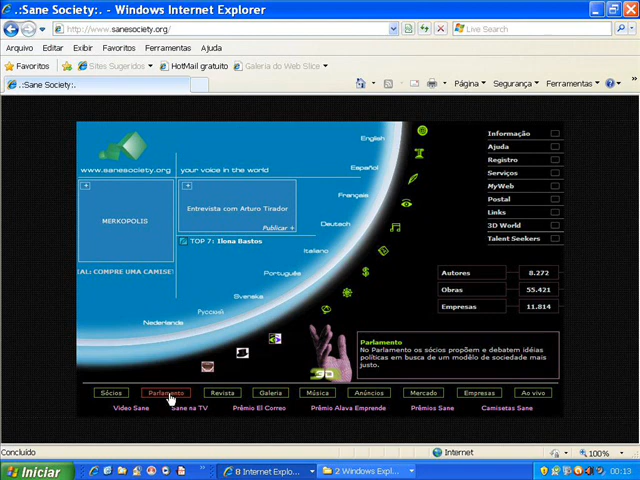 .:Sane Society:. - Windows Internet Explorer
http://www.sanesociety.org/
Live Search
Arquivo Editar Exibir Favoritos Ferramentas Ajuda
Favoritos Sites Sugeridos HotMail gratuito Galeria do Web Slice
.:Sane Society:.
Página Segurança Ferramentas
English
Informação
Ajuda
Registro
Serviços
MyWeb
Postal
Links
3D World
Talent Seekers
www.sanesociety.org
your voice in the world
Español
Français
Deutsch
Italiano
Português
Svenska
Русский
Nederlands
MERKOPOLIS
Entrevista com Arturo Tirador
Publicar +
TOP 7: Ilona Bastos
IAL: COMPRE UMA CAMISE
Autores 8.272
Obras 55.421
Empresas 11.814
3D
Parlamento
No Parlamento os sócios propõem e debatem idéias
políticas em busca de um modêlo de sociedade mais
justo.
Sócios Parlamento Revista Galeria Música Anúncios Mercado Empresas Ao vivo
Video Sane Sane na TV Prêmio El Correo Prêmio Alava Emprende Prêmios Sane Camisetas Sane
Concluído
Internet
100%
Iniciar
8 Internet Explo...
2 Windows Expl...
00:13